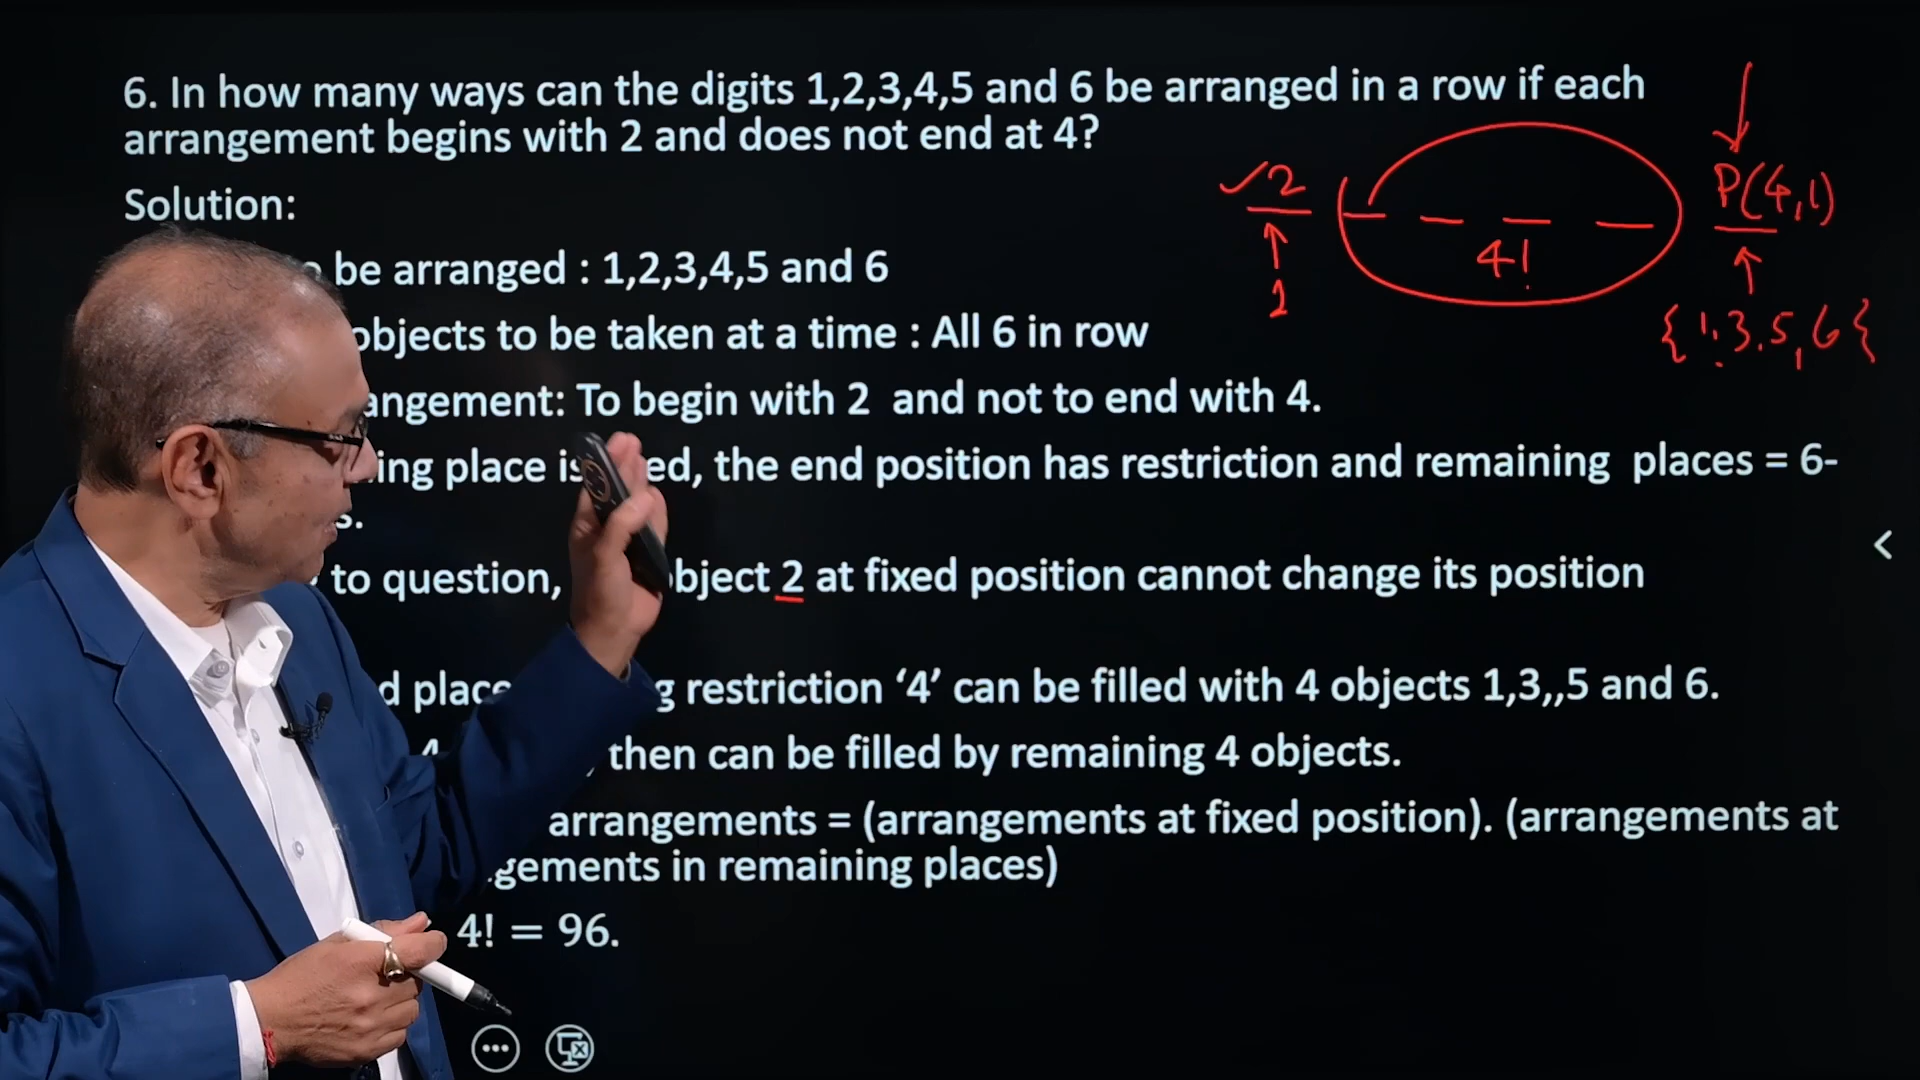 6. In how many ways can the digits 1,2,3,4,5 and 6 be arranged in a row if each
arrangement begins with 2 and does not end at 4?
Solution:
be arranged : 1,2,3,4,5 and 6
objects to be taken at a time : All 6 in row
To begin with 2 and not to end with 4.
place is the end position has restriction and remaining places = 6-
to question, object 2 at fixed position cannot change its position
restriction ‘4’ can be filled with 4 objects 1,3,,5 and 6.
then can be filled by remaining 4 objects.
arrangements = (arrangements at fixed position). (arrangements at
in remaining places)
4! = 96.
2
4!
P(4,1)
{1,3,5,6}